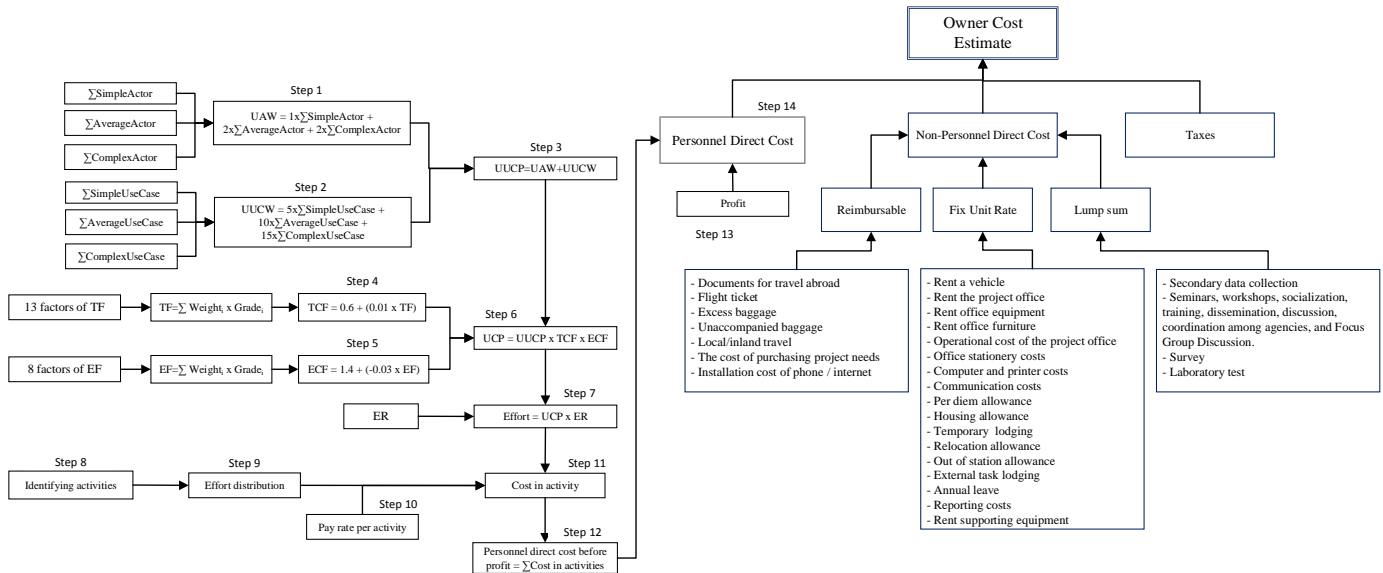 Owner Cost
Estimate
∑SimpleActor
∑AverageActor
∑ComplexActor
Step 1
UAW = 1x∑SimpleActor +
2x∑AverageActor + 2x∑ComplexActor
∑SimpleUseCase
∑AverageUseCase
∑ComplexUseCase
Step 2
UUCW = 5x∑SimpleUseCase +
10x∑AverageUseCase +
15x∑ComplexUseCase
Step 3
UUCP=UAW+UUCW
13 factors of TF
TF=∑ Weightᵢ x Gradeᵢ
Step 4
TCF = 0.6 + (0.01 x TF)
8 factors of EF
EF=∑ Weightᵢ x Gradeᵢ
Step 5
ECF = 1.4 + (-0.03 x EF)
Step 6
UCP = UUCP x TCF x ECF
ER
Step 7
Effort = UCP x ER
Step 8
Identifying activities
Step 9
Effort distribution
Step 10
Pay rate per activity
Step 11
Cost in activity
Step 12
Personnel direct cost before
profit = ∑Cost in activities
Step 14
Personnel Direct Cost
Profit
Step 13
Non-Personnel Direct Cost
Taxes
Reimbursable
Fix Unit Rate
Lump sum
- Documents for travel abroad
- Flight ticket
- Excess baggage
- Unaccompanied baggage
- Local/inland travel
- The cost of purchasing project needs
- Installation cost of phone / internet
- Rent a vehicle
- Rent the project office
- Rent office equipment
- Rent office furniture
- Operational cost of the project office
- Office stationery costs
- Computer and printer costs
- Communication costs
- Per diem allowance
- Housing allowance
- Temporary lodging
- Relocation allowance
- Out of station allowance
- External task lodging
- Annual leave
- Reporting costs
- Rent supporting equipment
- Secondary data collection
- Seminars, workshops, socialization,
training, dissemination, discussion,
coordination among agencies, and Focus
Group Discussion.
- Survey
- Laboratory test